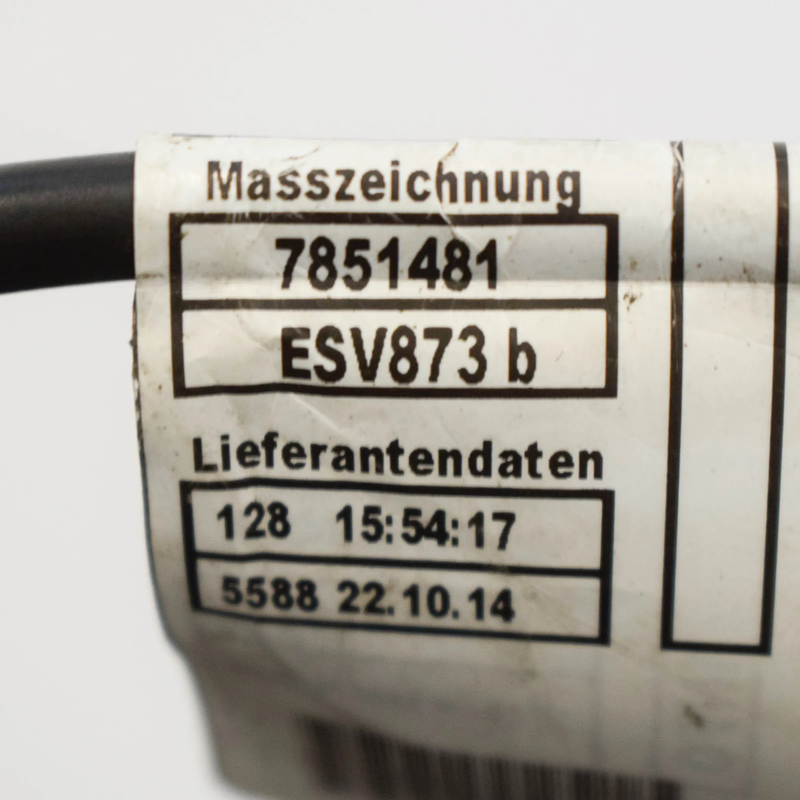 Masszeichnung
7851481
ESV873 b
Lieferantendaten
128 15:54:17
5588 22.10.14